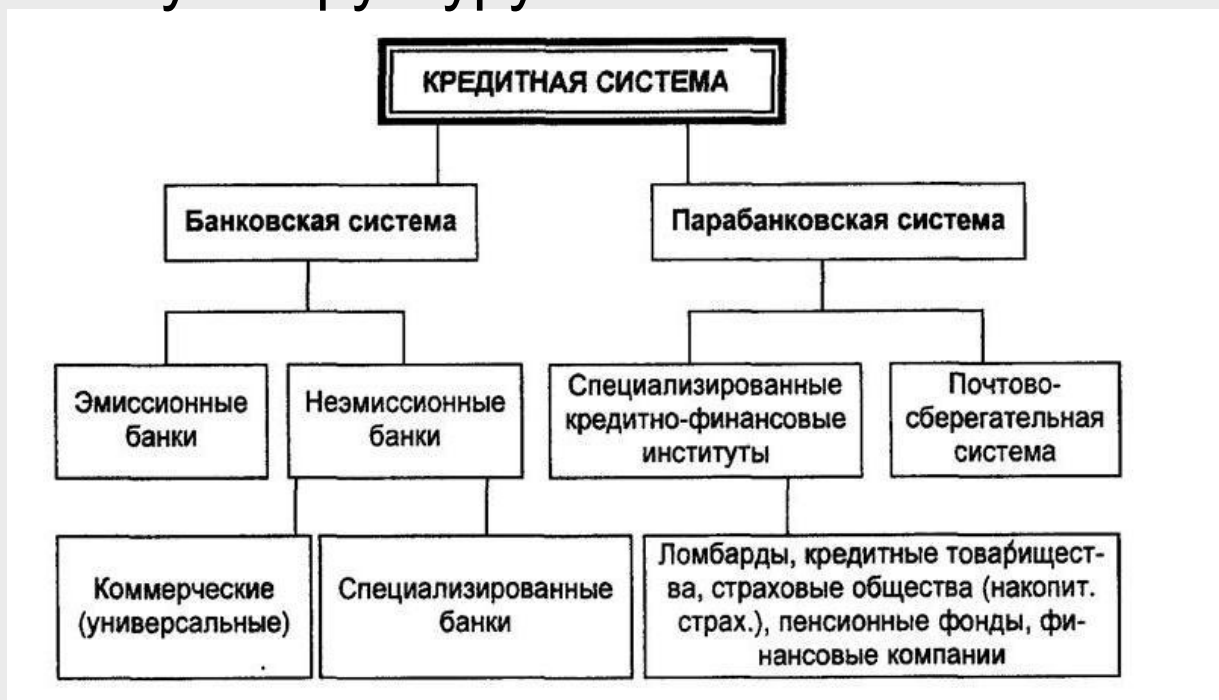 КРЕДИТНАЯ СИСТЕМА
Банковская система
Парабанковская система
Эмиссионные
банки
Неэмиссионные
банки
Специализированные
кредитно-финансовые
институты
Почтово-
сберегательная
система
Коммерческие
(универсальные)
Специализированные
банки
Ломбарды, кредитные товарищест-
ва, страховые общества (накопит.
страх.), пенсионные фонды, фи-
нансовые компании